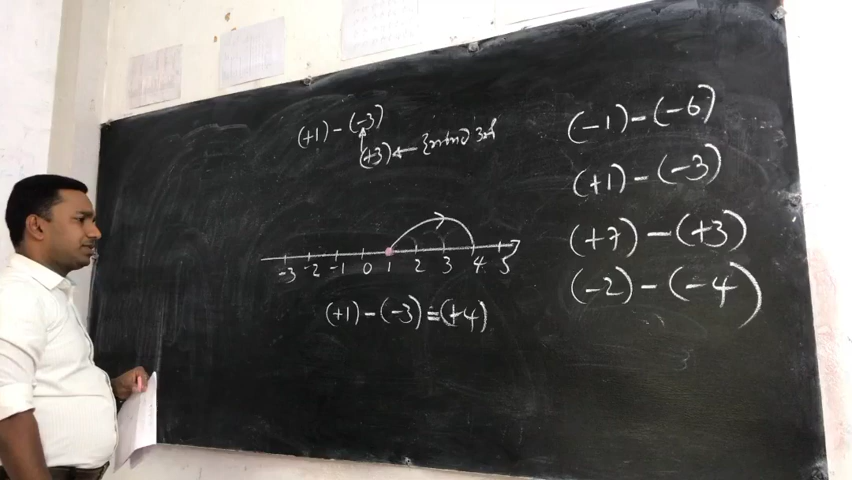 (+1) - (-3)
(+3) ←
-3 -2 -1 0 1 2 3 4 5
(+1) - (-3) = (+4)
(-1) - (-6)
(+1) - (-3)
(+7) - (+3)
(-2) - (-4)